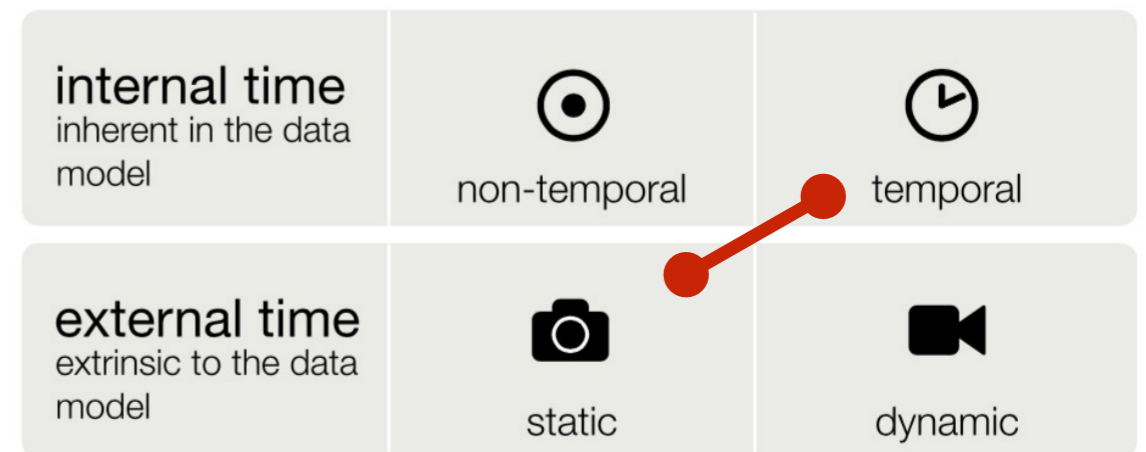 internal time
inherent in the data
model
non-temporal
temporal
external time
extrinsic to the data
model
static
dynamic